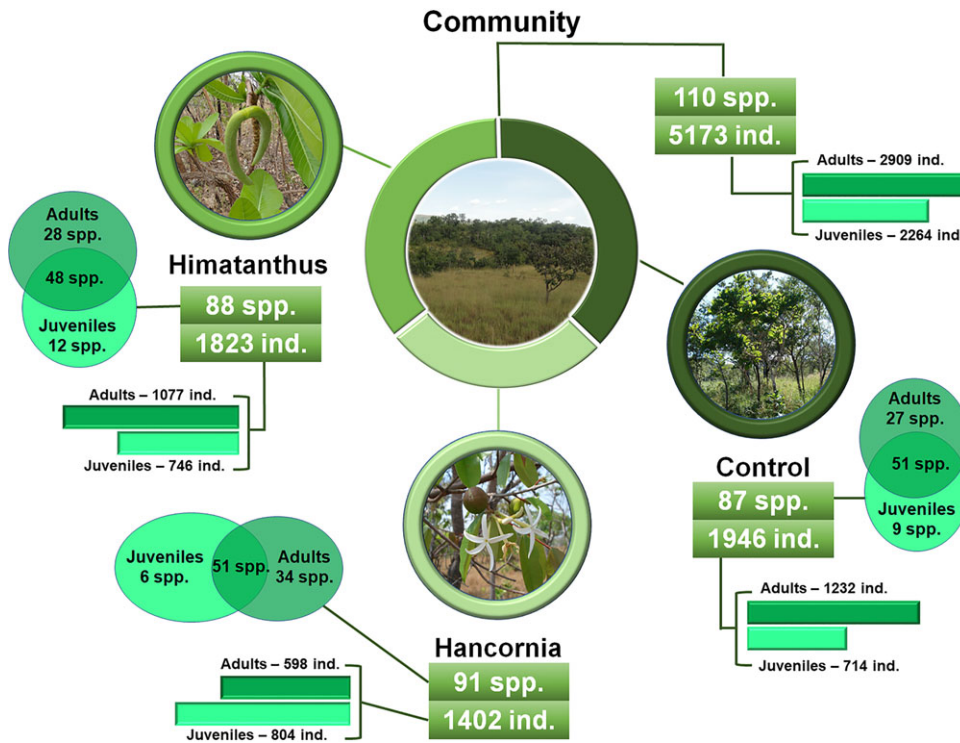 Community
110 spp.
5173 ind.
Adults – 2909 ind.
Juveniles – 2264 ind
Adults
28 spp.
48 spp.
Juveniles
12 spp.
Himatanthus
88 spp.
1823 ind.
Adults – 1077 ind.
Juveniles – 746 ind.
Adults
27 spp.
51 spp.
Juveniles
9 spp.
Control
87 spp.
1946 ind.
Adults – 1232 ind.
Juveniles – 714 ind.
Juveniles
6 spp.
51 spp.
Adults
34 spp.
Hancornia
91 spp.
1402 ind.
Adults – 598 ind.
Juveniles – 804 ind.